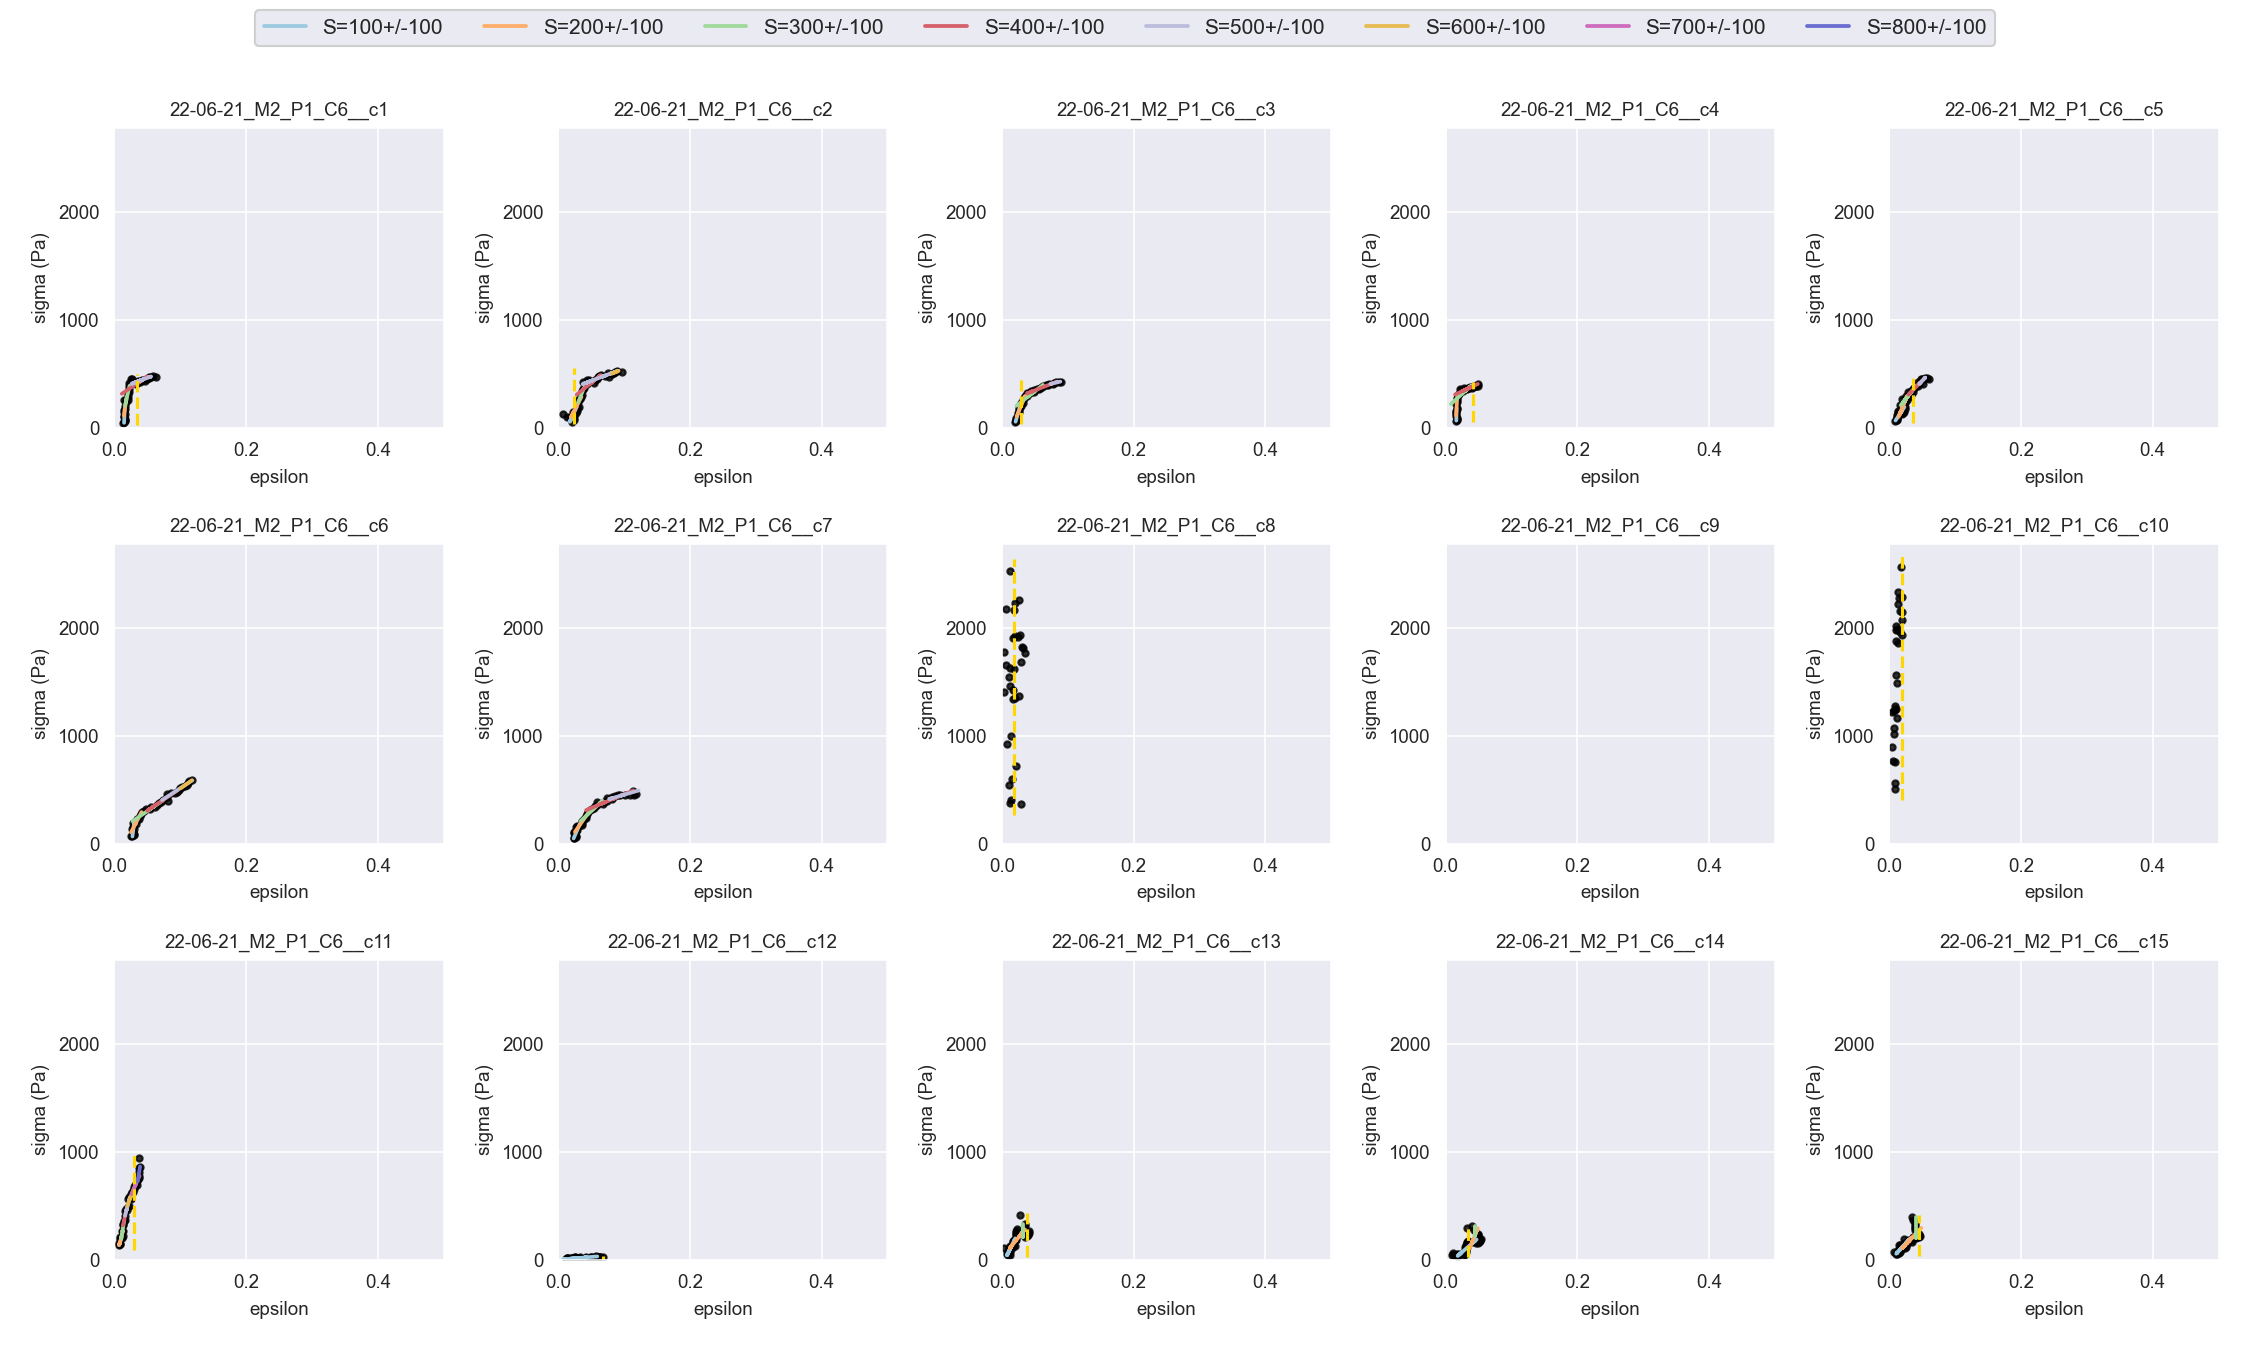 S=100+/-100 S=200+/-100 S=300+/-100 S=400+/-100 S=500+/-100 S=600+/-100 S=700+/-100 S=800+/-100
22-06-21_M2_P1_C6__c1
2000
1000
0
sigma (Pa)
0.0 0.2 0.4
epsilon
22-06-21_M2_P1_C6__c2
2000
1000
0
sigma (Pa)
0.0 0.2 0.4
epsilon
22-06-21_M2_P1_C6__c3
2000
1000
0
sigma (Pa)
0.0 0.2 0.4
epsilon
22-06-21_M2_P1_C6__c4
2000
1000
0
sigma (Pa)
0.0 0.2 0.4
epsilon
22-06-21_M2_P1_C6__c5
2000
1000
0
sigma (Pa)
0.0 0.2 0.4
epsilon
22-06-21_M2_P1_C6__c6
2000
1000
0
sigma (Pa)
0.0 0.2 0.4
epsilon
22-06-21_M2_P1_C6__c7
2000
1000
0
sigma (Pa)
0.0 0.2 0.4
epsilon
22-06-21_M2_P1_C6__c8
2000
1000
0
sigma (Pa)
0.0 0.2 0.4
epsilon
22-06-21_M2_P1_C6__c9
2000
1000
0
sigma (Pa)
0.0 0.2 0.4
epsilon
22-06-21_M2_P1_C6__c10
2000
1000
0
sigma (Pa)
0.0 0.2 0.4
epsilon
22-06-21_M2_P1_C6__c11
2000
1000
0
sigma (Pa)
0.0 0.2 0.4
epsilon
22-06-21_M2_P1_C6__c12
2000
1000
0
sigma (Pa)
0.0 0.2 0.4
epsilon
22-06-21_M2_P1_C6__c13
2000
1000
0
sigma (Pa)
0.0 0.2 0.4
epsilon
22-06-21_M2_P1_C6__c14
2000
1000
0
sigma (Pa)
0.0 0.2 0.4
epsilon
22-06-21_M2_P1_C6__c15
2000
1000
0
sigma (Pa)
0.0 0.2 0.4
epsilon